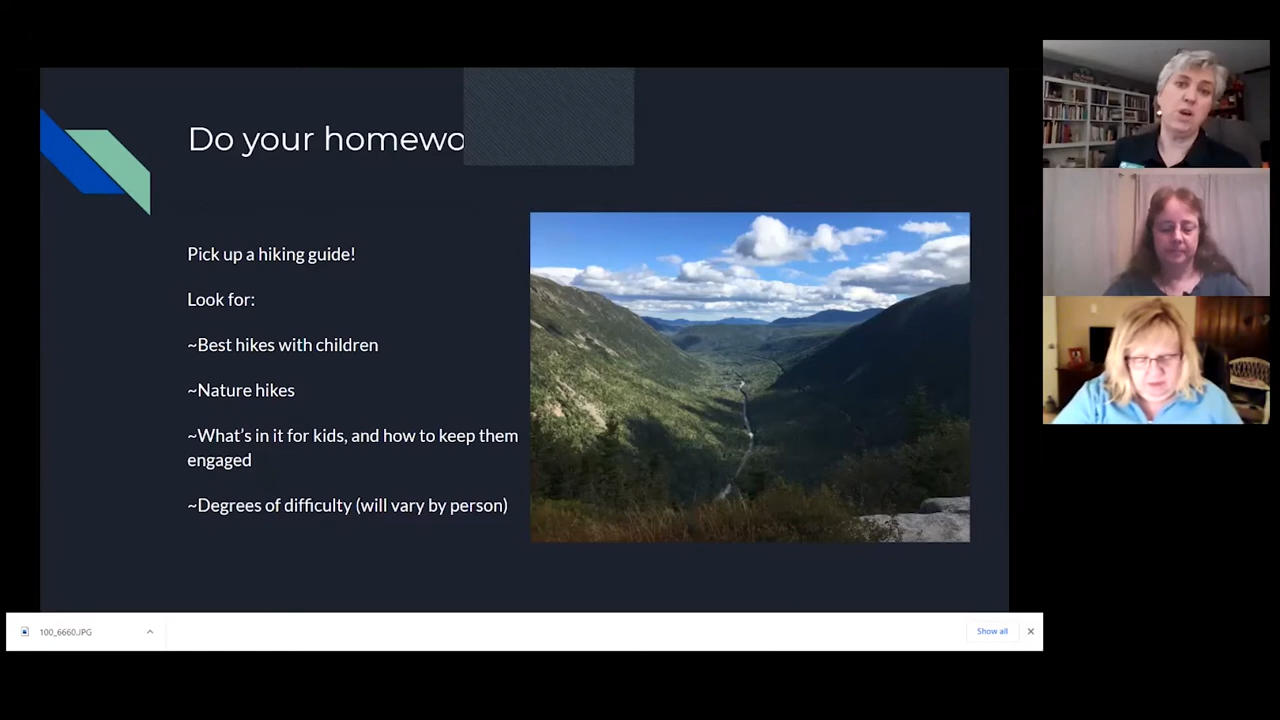 Do your homewo
Pick up a hiking guide!
Look for:
~Best hikes with children
~Nature hikes
~What's in it for kids, and how to keep them
engaged
~Degrees of difficulty (will vary by person)
100_6660.JPG
Show all